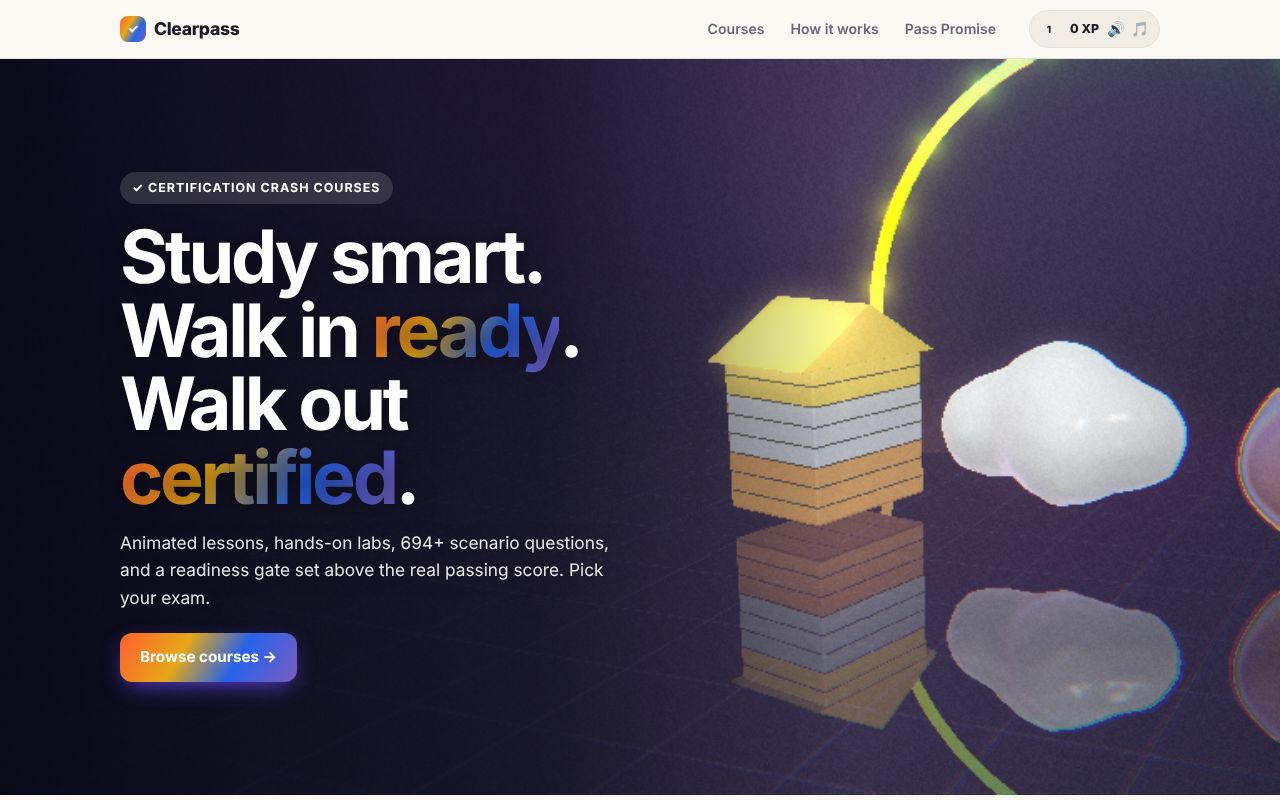 Clearpass
Courses
How it works
Pass Promise
1
0 XP
✓ CERTIFICATION CRASH COURSES
Study smart.
Walk in ready.
Walk out
certified.
Animated lessons, hands-on labs, 694+ scenario questions,
and a readiness gate set above the real passing score. Pick
your exam.
Browse courses →